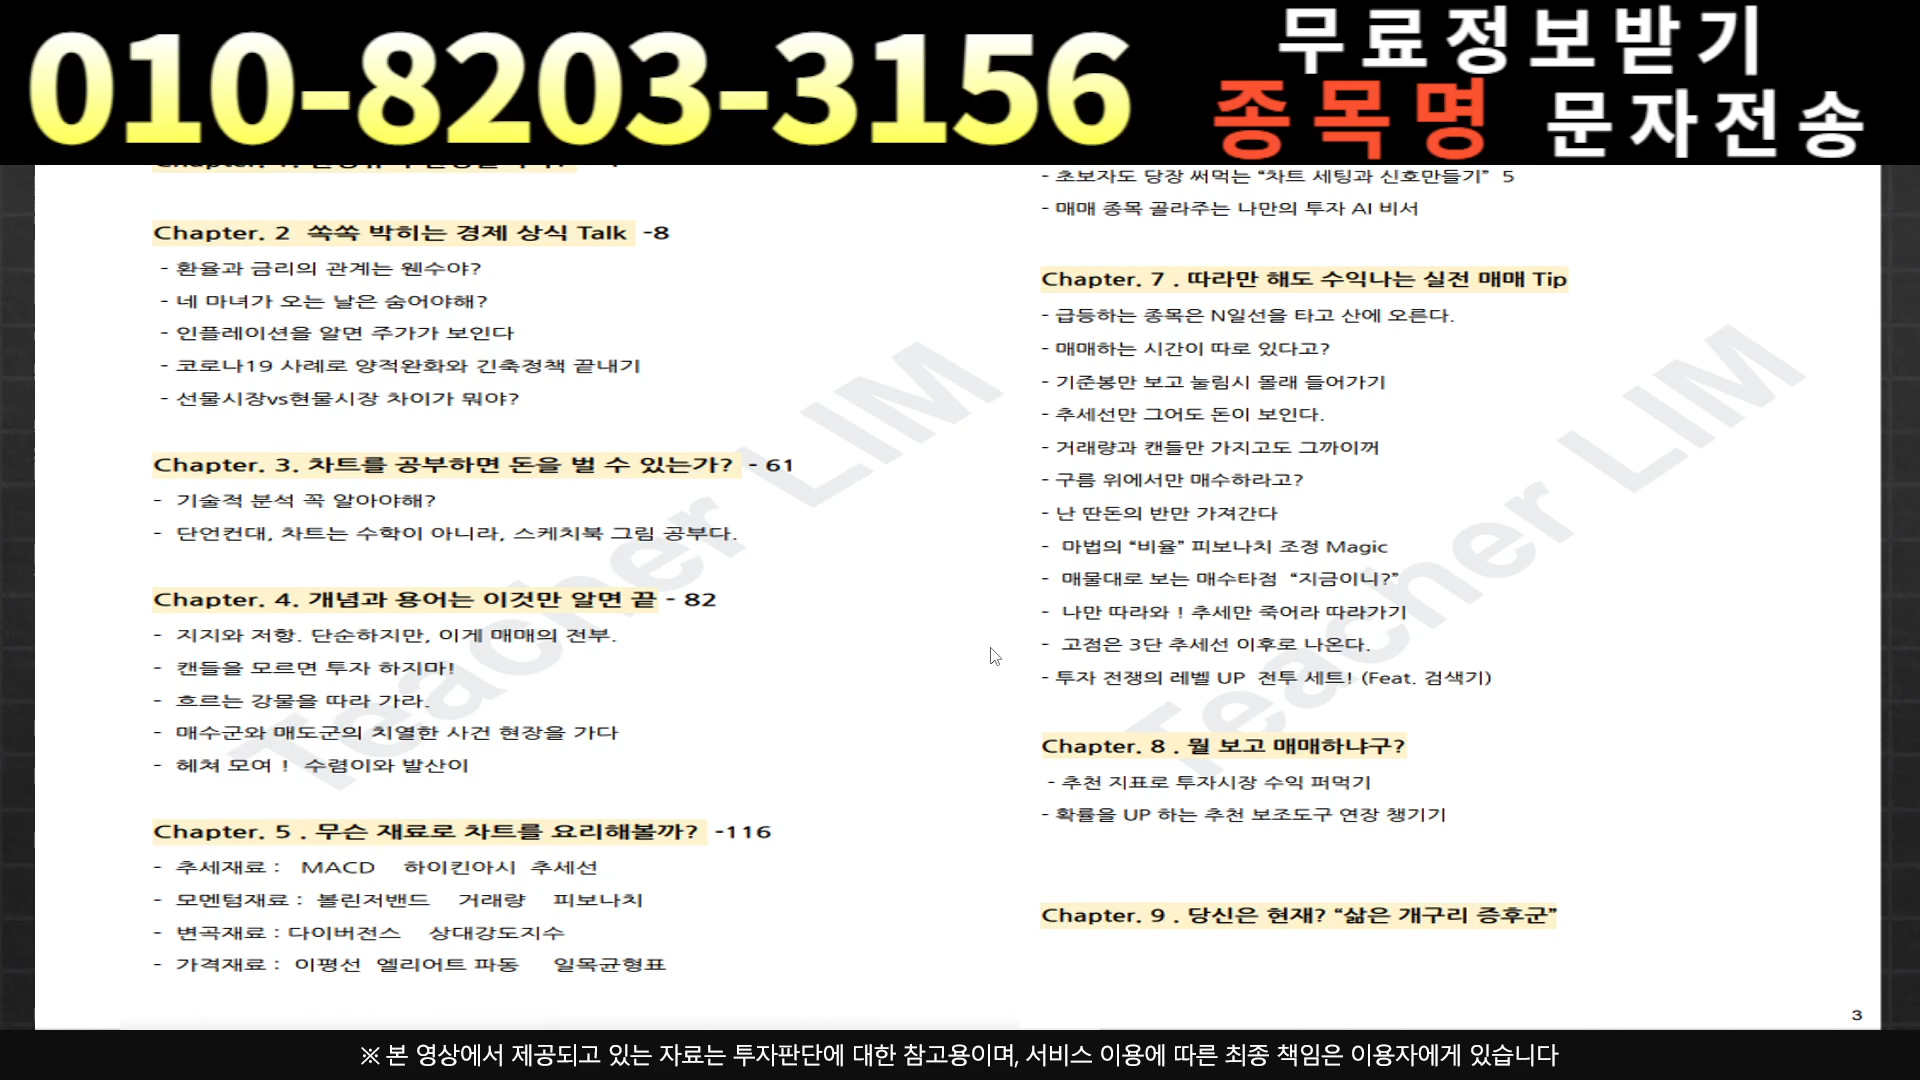 010-8203-3156
무료정보받기
종목명 문자전송
Chapter. 2 쏙쏙 박히는 경제 상식 Talk -8
- 환율과 금리의 관계는 웬수야?
- 네 마녀가 오는 날은 숨어야해?
- 인플레이션을 알면 주가가 보인다
- 코로나19 사례로 양적완화와 긴축정책 끝내기
- 선물시장vs현물시장 차이가 뭐야?
Chapter. 3. 차트를 공부하면 돈을 벌 수 있는가? - 61
- 기술적 분석 꼭 알아야해?
- 단언컨대, 차트는 수학이 아니라, 스케치북 그림 공부다.
Chapter. 4. 개념과 용어는 이것만 알면 끝 - 82
- 지지와 저항. 단순하지만, 이게 매매의 전부.
- 캔들을 모르면 투자 하지마!
- 흐르는 강물을 따라 가라.
- 매수군와 매도군의 치열한 사건 현장을 가다
- 헤쳐 모여 ! 수렴이와 발산이
Chapter. 5 . 무슨 재료로 차트를 요리해볼까? -116
- 추세재료 : MACD 하이킨아시 추세선
- 모멘텀재료 : 볼린저밴드 거래량 피보나치
- 변곡재료 : 다이버전스 상대강도지수
- 가격재료 : 이평선 엘리어트 파동 일목균형표
- 초보자도 당장 써먹는 “차트 세팅과 신호만들기” 5
- 매매 종목 골라주는 나만의 투자 AI 비서
Chapter. 7 . 따라만 해도 수익나는 실전 매매 Tip
- 급등하는 종목은 N일선을 타고 산에 오른다.
- 매매하는 시간이 따로 있다고?
- 기준봉만 보고 눌림시 몰래 들어가기
- 추세선만 그어도 돈이 보인다.
- 거래량과 캔들만 가지고도 그까이꺼
- 구름 위에서만 매수하라고?
- 난 딴돈의 반만 가져간다
- 마법의 “비율” 피보나치 조정 Magic
- 매물대로 보는 매수타점 “지금이니?”
- 나만 따라와 ! 추세만 죽어라 따라가기
- 고점은 3단 추세선 이후로 나온다.
- 투자 전쟁의 레벨 UP 전투 세트! (Feat. 검색기)
Chapter. 8 . 뭘 보고 매매하냐구?
- 추천 지표로 투자시장 수익 퍼먹기
- 확률을 UP 하는 추천 보조도구 연장 챙기기
Chapter. 9 . 당신은 현재? “삶은 개구리 증후군”
Teacher LIM
Teacher LIM
3
※ 본 영상에서 제공되고 있는 자료는 투자판단에 대한 참고용이며, 서비스 이용에 따른 최종 책임은 이용자에게 있습니다